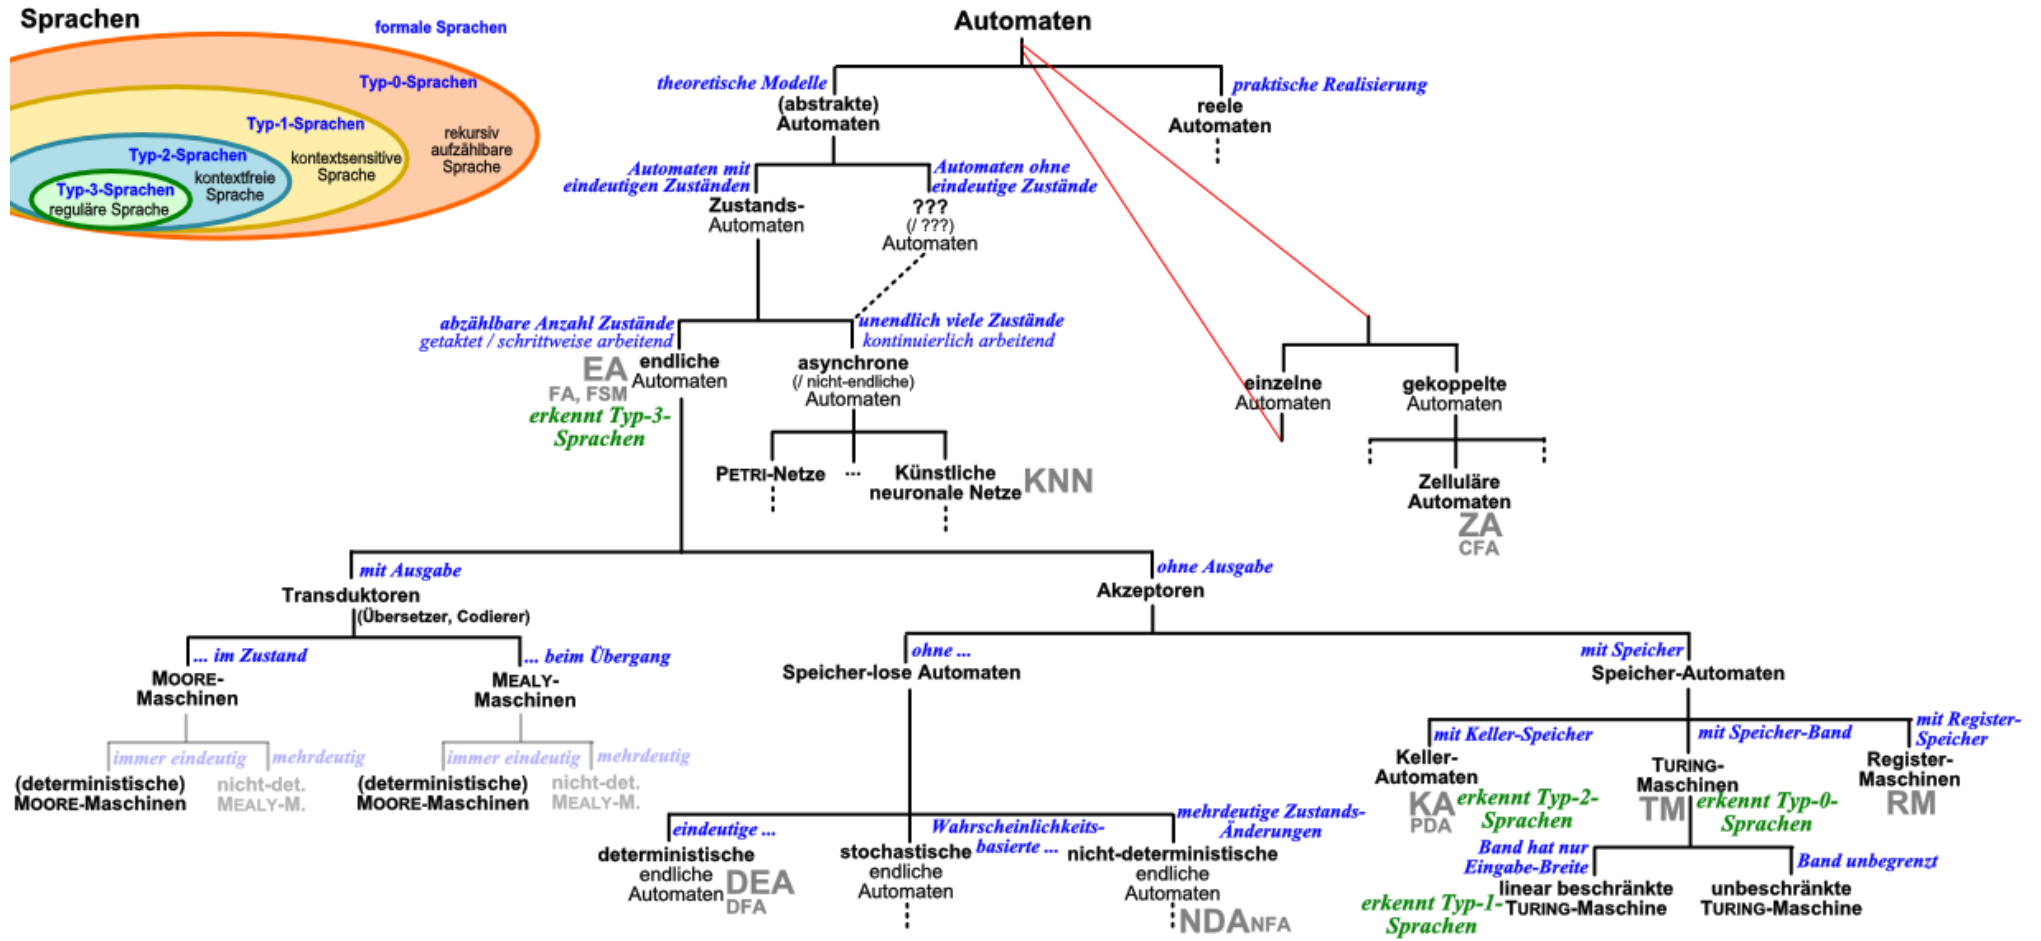 Sprachen
formale Sprachen
Typ-0-Sprachen
Typ-1-Sprachen
rekursiv
aufzählbare
Sprache
Typ-2-Sprachen
kontextsensitive
Sprache
kontextfreie
Sprache
Typ-3-Sprachen
reguläre Sprache
Automaten
theoretische Modelle
(abstrakte)
Automaten
praktische Realisierung
reele
Automaten
Automaten mit
eindeutigen Zuständen
Zustands-
Automaten
Automaten ohne
eindeutige Zustände
???
(/ ???)
Automaten
abzählbare Anzahl Zustände
getaktet / schrittweise arbeitend
EA
FA, FSM
endliche
Automaten
erkennt Typ-3-
Sprachen
unendlich viele Zustände
kontinuierlich arbeitend
asynchrone
(/ nicht-endliche)
Automaten
PETRI-Netze
...
Künstliche
neuronale Netze
KNN
einzelne
Automaten
gekoppelte
Automaten
Zelluläre
Automaten
ZA
CFA
mit Ausgabe
Transduktoren
(Übersetzer, Codierer)
ohne Ausgabe
Akzeptoren
... im Zustand
MOORE-
Maschinen
... beim Übergang
MEALY-
Maschinen
immer eindeutig
mehrdeutig
(deterministische)
MOORE-Maschinen
nicht-det.
MEALY-M.
immer eindeutig
mehrdeutig
(deterministische)
MOORE-Maschinen
nicht-det.
MEALY-M.
ohne ...
Speicher-lose Automaten
mit Speicher
Speicher-Automaten
eindeutige ...
deterministische
endliche
Automaten
DEA
DFA
Wahrscheinlichkeits-
basierte ...
stochastische
endliche
Automaten
mehrdeutige Zustands-
Änderungen
nicht-deterministische
endliche
Automaten
NDA NFA
mit Keller-Speicher
Keller-
Automaten
KA
PDA
erkennt Typ-2-
Sprachen
mit Speicher-Band
TURING-
Maschinen
TM
erkennt Typ-0-
Sprachen
mit Register-
Speicher
Register-
Maschinen
RM
Band hat nur
Eingabe-Breite
linear beschränkte
TURING-Maschine
erkennt Typ-1-
Sprachen
Band unbegrenzt
unbeschränkte
TURING-Maschine